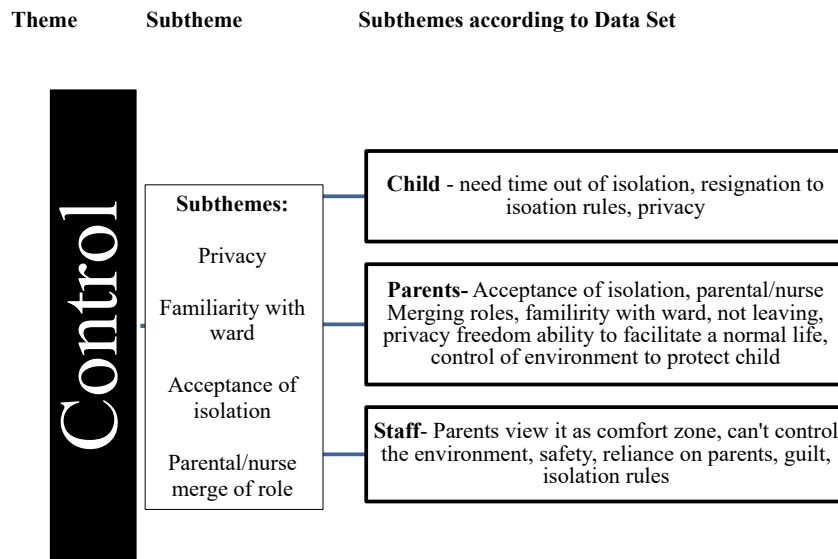 Theme Subtheme Subthemes according to Data Set
Control
Subthemes:
Privacy
Familiarity with
ward
Acceptance of
isolation
Parental/nurse
merge of role
Child - need time out of isolation, resignation to
isoation rules, privacy
Parents- Acceptance of isolation, parental/nurse
Merging roles, familirity with ward, not leaving,
privacy freedom ability to facilitate a normal life,
control of environment to protect child
Staff- Parents view it as comfort zone, can't control
the environment, safety, reliance on parents, guilt,
isolation rules